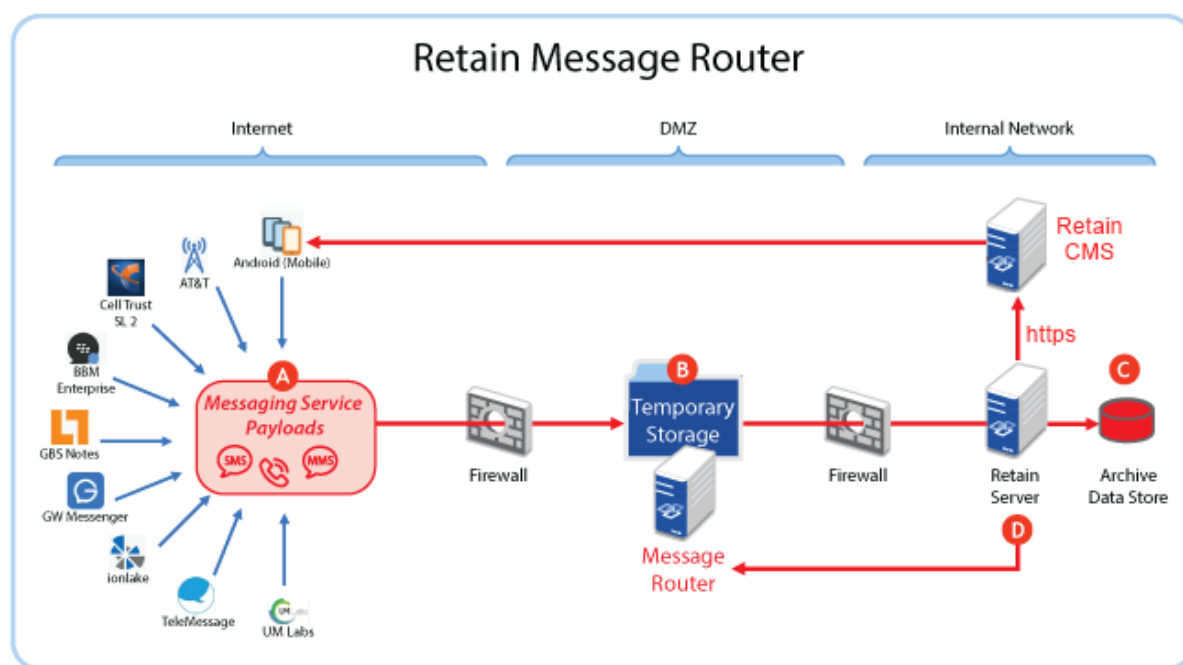 Retain Message Router
Internet
DMZ
Internal Network
Android (Mobile)
AT&T
Cell Trust
SL 2
BBM
Enterprise
GBS Notes
GW Messenger
ionlake
TeleMessage
UM Labs
A
Messaging Service
Payloads
SMS
MMS
Firewall
B
Temporary
Storage
Message
Router
Firewall
Retain
CMS
https
Retain
Server
C
Archive
Data Store
D